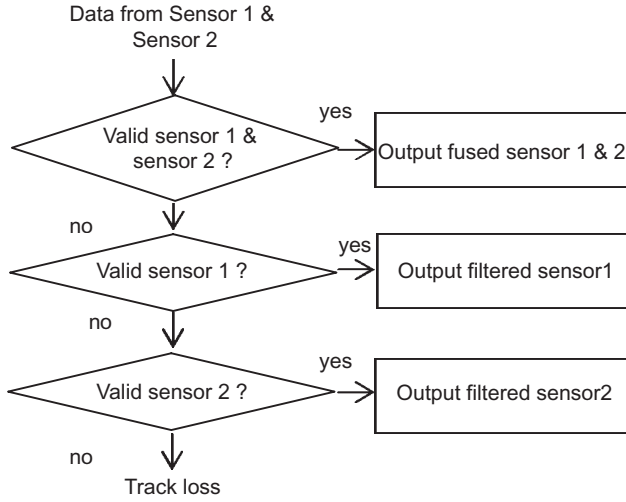 Data from Sensor 1 &
Sensor 2
yes
Valid sensor 1 &
sensor 2 ?
Output fused sensor 1 & 2
no
yes
Valid sensor 1 ?
Output filtered sensor1
no
yes
Valid sensor 2 ?
Output filtered sensor2
no
Track loss